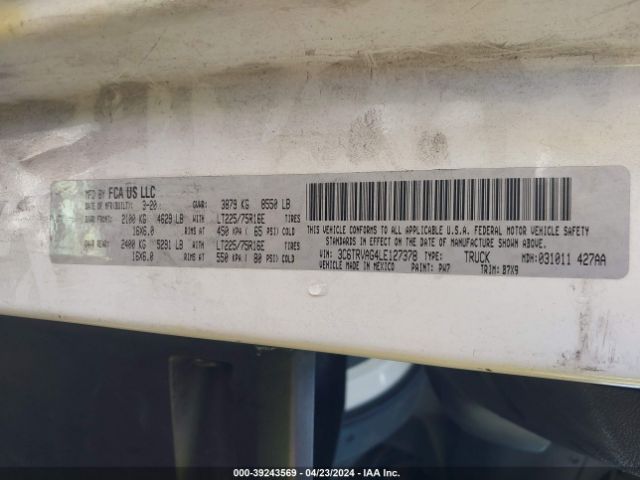 MFD BY FCA US LLC
DATE OF MFR(BUILT): 3-20 GVWR: 3879 KG 8550 LB
GAWR FRONT: 2100 KG 4629 LB WITH LT225/75R16E TIRES
16X6.0 RIMS AT 450 KPA ( 65 PSI) COLD
GAWR REAR: 2400 KG 5291 LB WITH LT225/75R16E TIRES
16X6.0 RIMS AT 550 KPA ( 80 PSI) COLD
THIS VEHICLE CONFORMS TO ALL APPLICABLE U.S.A. FEDERAL MOTOR VEHICLE SAFETY
STANDARDS IN EFFECT ON THE DATE OF MANUFACTURE SHOWN ABOVE.
VIN: 3C6TRVAG4LE127378 TYPE: TRUCK MDH: 031011 427AA
VEHICLE MADE IN MEXICO PAINT: PW7 TRIM: B7X9
000-39243569 - 04/23/2024 - IAA Inc.